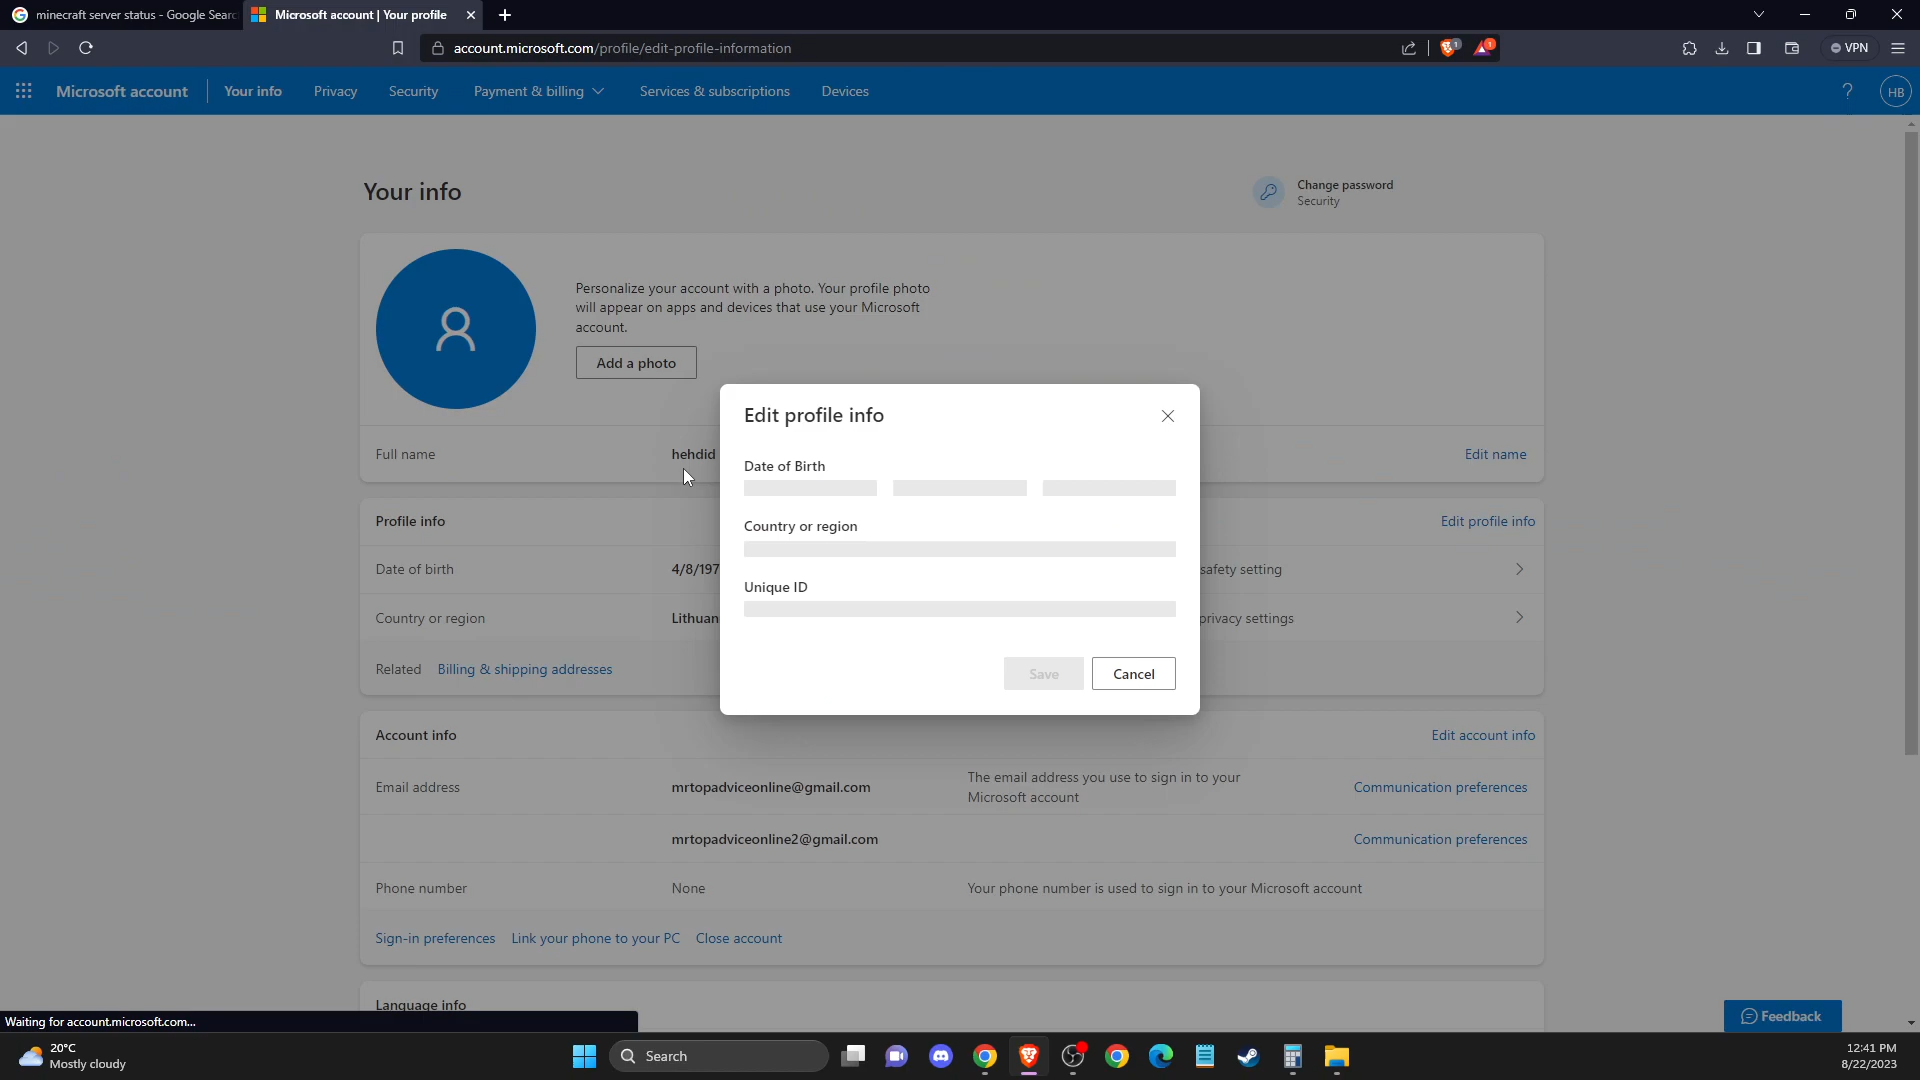 minecraft server status - Google Sear
Microsoft account | Your profile
account.microsoft.com/profile/edit-profile-information
VPN
Microsoft account
Your info
Privacy
Security
Payment & billing
Services & subscriptions
Devices
?
HB
Your info
Change password
Security
Personalize your account with a photo. Your profile photo
will appear on apps and devices that use your Microsoft
account.
Add a photo
Full name
hehdid
Edit name
Edit profile info
Date of Birth
Country or region
Unique ID
Save
Cancel
Profile info
Edit profile info
Date of birth
4/8/197
safety setting
Country or region
Lithuan
privacy settings
Related
Billing & shipping addresses
Account info
Edit account info
Email address
mrtopadviceonline@gmail.com
The email address you use to sign in to your
Microsoft account
Communication preferences
mrtopadviceonline2@gmail.com
Communication preferences
Phone number
None
Your phone number is used to sign in to your Microsoft account
Sign-in preferences
Link your phone to your PC
Close account
Language info
Feedback
Waiting for account.microsoft.com...
20°C
Mostly cloudy
Search
12:41 PM
8/22/2023